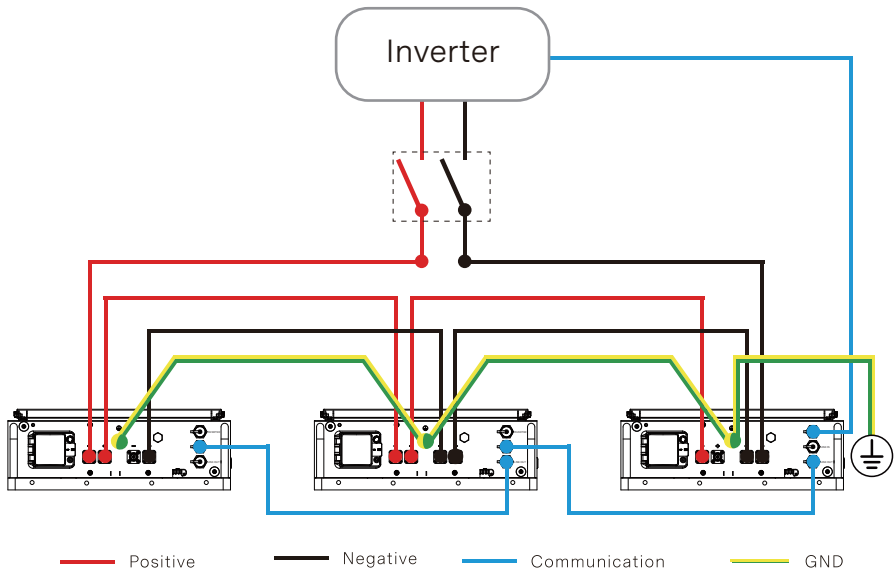 Inverter
Positive
Negative
Communication
GND